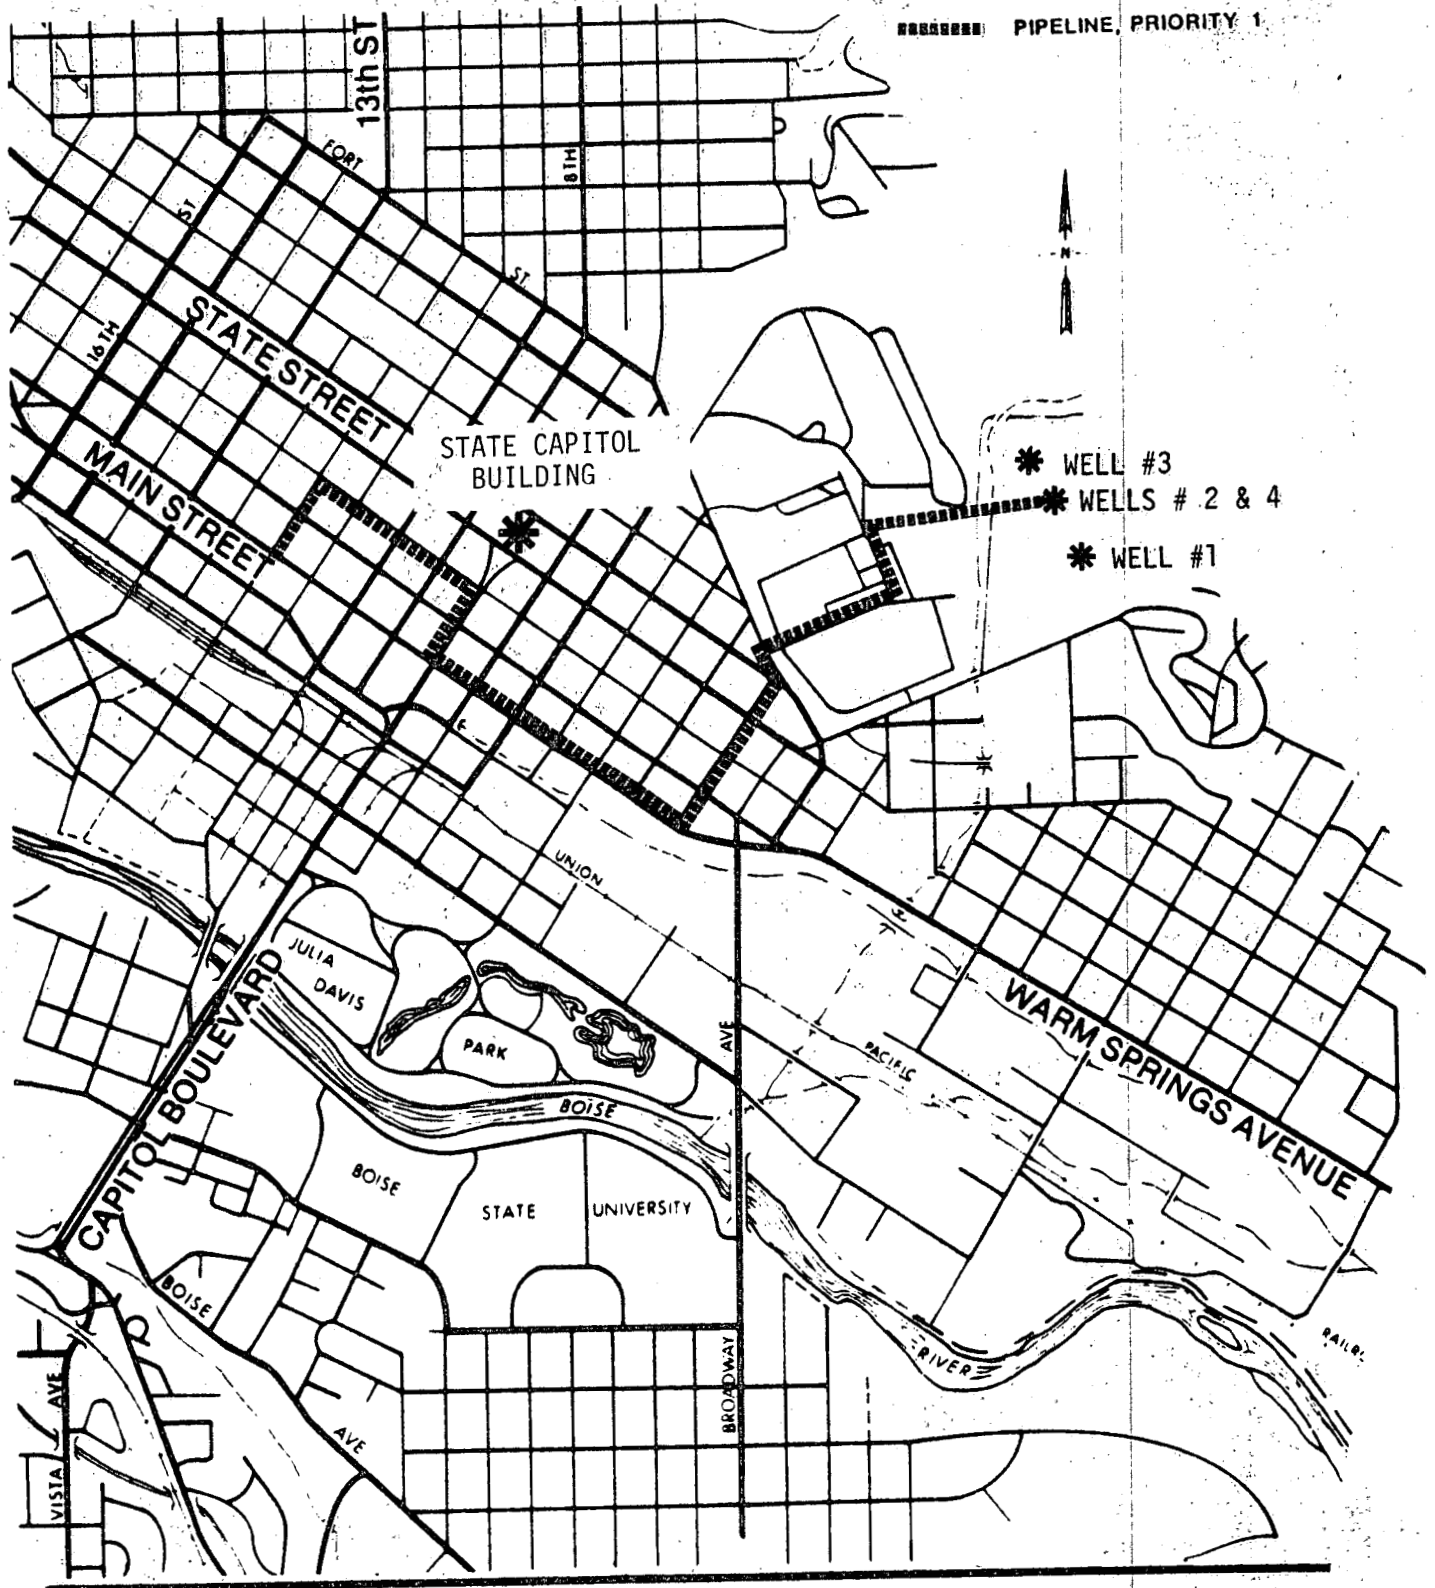 PIPELINE, PRIORITY 1
13th ST
FORT
8TH
ST
ST
N
STATE STREET
16TH
STATE CAPITOL
BUILDING
MAIN STREET
WELL #3
WELLS # 2 & 4
WELL #1
UNION
JULIA
DAVIS
PARK
CAPITOL BOULEVARD
AVE
PACIFIC
WARM SPRINGS AVENUE
BOISE
BOISE
STATE
UNIVERSITY
BOISE
RIVER
BROADWAY
AVE
VISTA
AVE